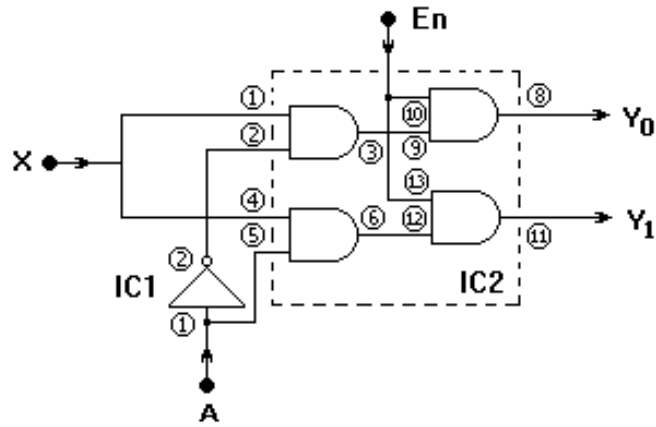 En
① ⑧
⑩ Y0
② ③ ⑨
X
⑬
④ ⑥ ⑫
⑤ Y1
② ⑪
IC1 IC2
①
A